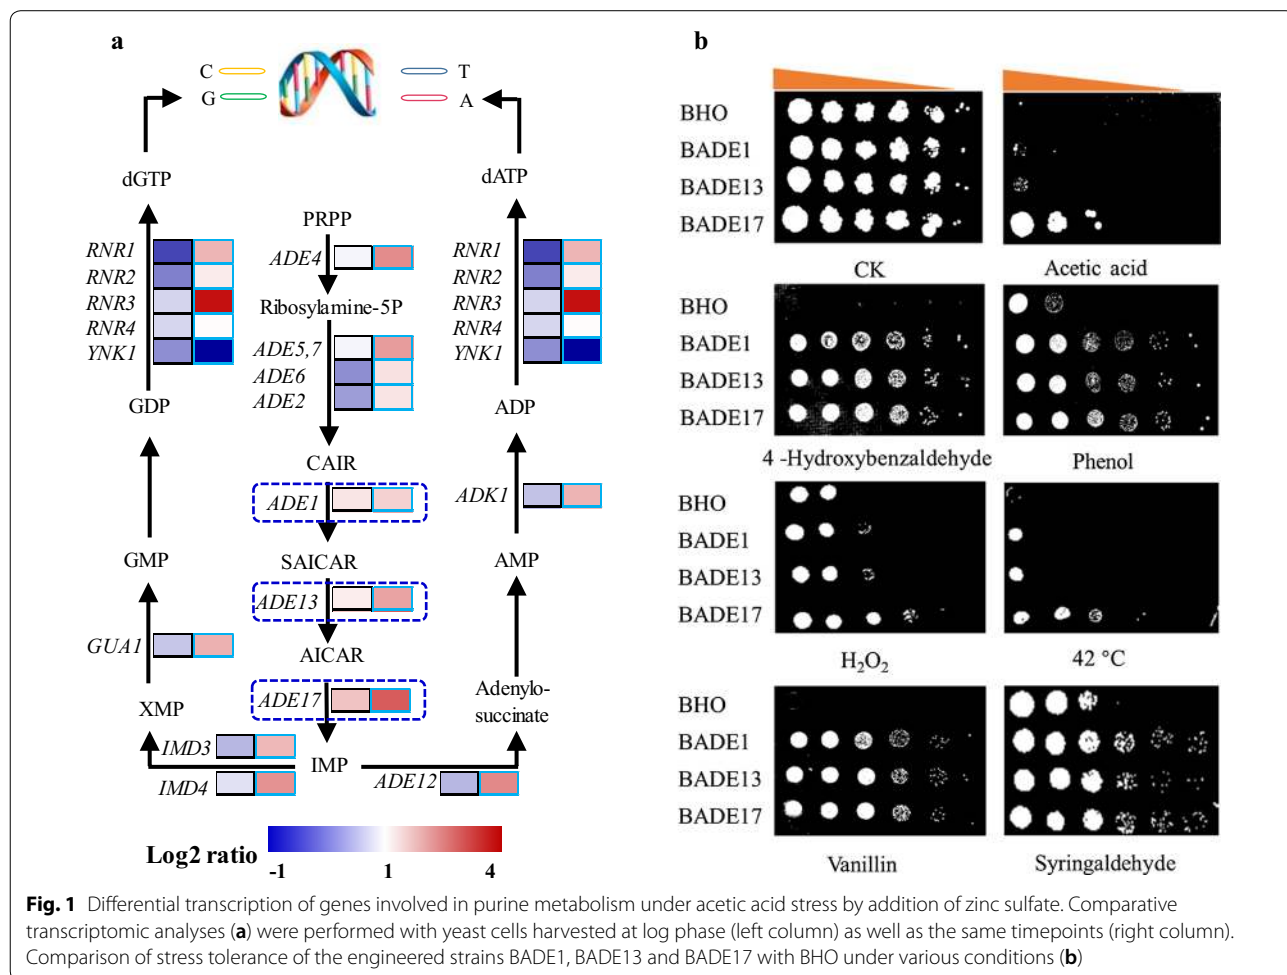 a
C
T
G
A
dGTP
dATP
RNR1
RNR2
RNR3
RNR4
YNK1
PRPP
ADE4
Ribosylamine-5P
ADE5,7
ADE6
ADE2
RNR1
RNR2
RNR3
RNR4
YNK1
GDP
ADP
CAIR
ADE1
ADK1
GMP
SAICAR
AMP
ADE13
GUA1
AICAR
ADE17
XMP
Adenylo-
succinate
IMD3
IMP
IMD4
ADE12
Log2 ratio
-1 1 4
b
BHO
BADE1
BADE13
BADE17
CK Acetic acid
BHO
BADE1
BADE13
BADE17
4 -Hydroxybenzaldehyde Phenol
BHO
BADE1
BADE13
BADE17
H₂O₂ 42 °C
BHO
BADE1
BADE13
BADE17
Vanillin Syringaldehyde
Fig. 1 Differential transcription of genes involved in purine metabolism under acetic acid stress by addition of zinc sulfate. Comparative
transcriptomic analyses (a) were performed with yeast cells harvested at log phase (left column) as well as the same timepoints (right column).
Comparison of stress tolerance of the engineered strains BADE1, BADE13 and BADE17 with BHO under various conditions (b)